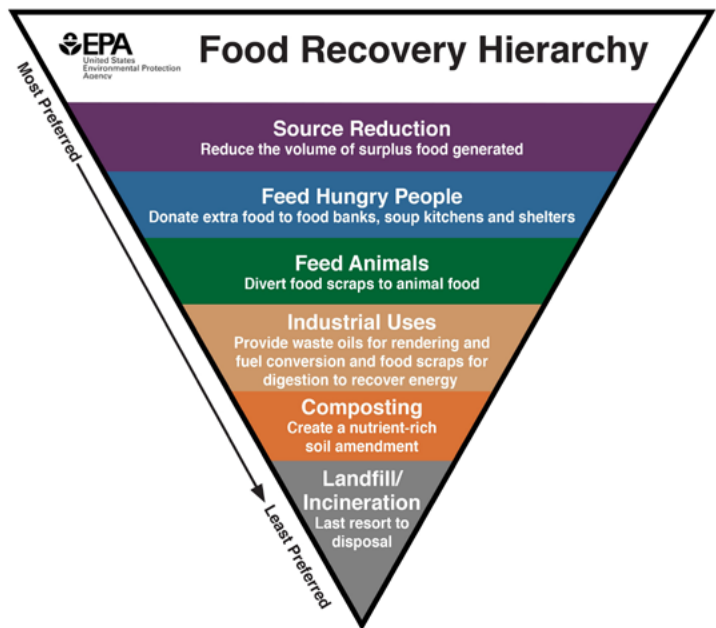 EPA
United States
Environmental Protection
Agency
Food Recovery Hierarchy
Most Preferred
Source Reduction
Reduce the volume of surplus food generated
Feed Hungry People
Donate extra food to food banks, soup kitchens and shelters
Feed Animals
Divert food scraps to animal food
Industrial Uses
Provide waste oils for rendering and
fuel conversion and food scraps for
digestion to recover energy
Composting
Create a nutrient-rich
soil amendment
Landfill/
Incineration
Last resort to
disposal
Least Preferred